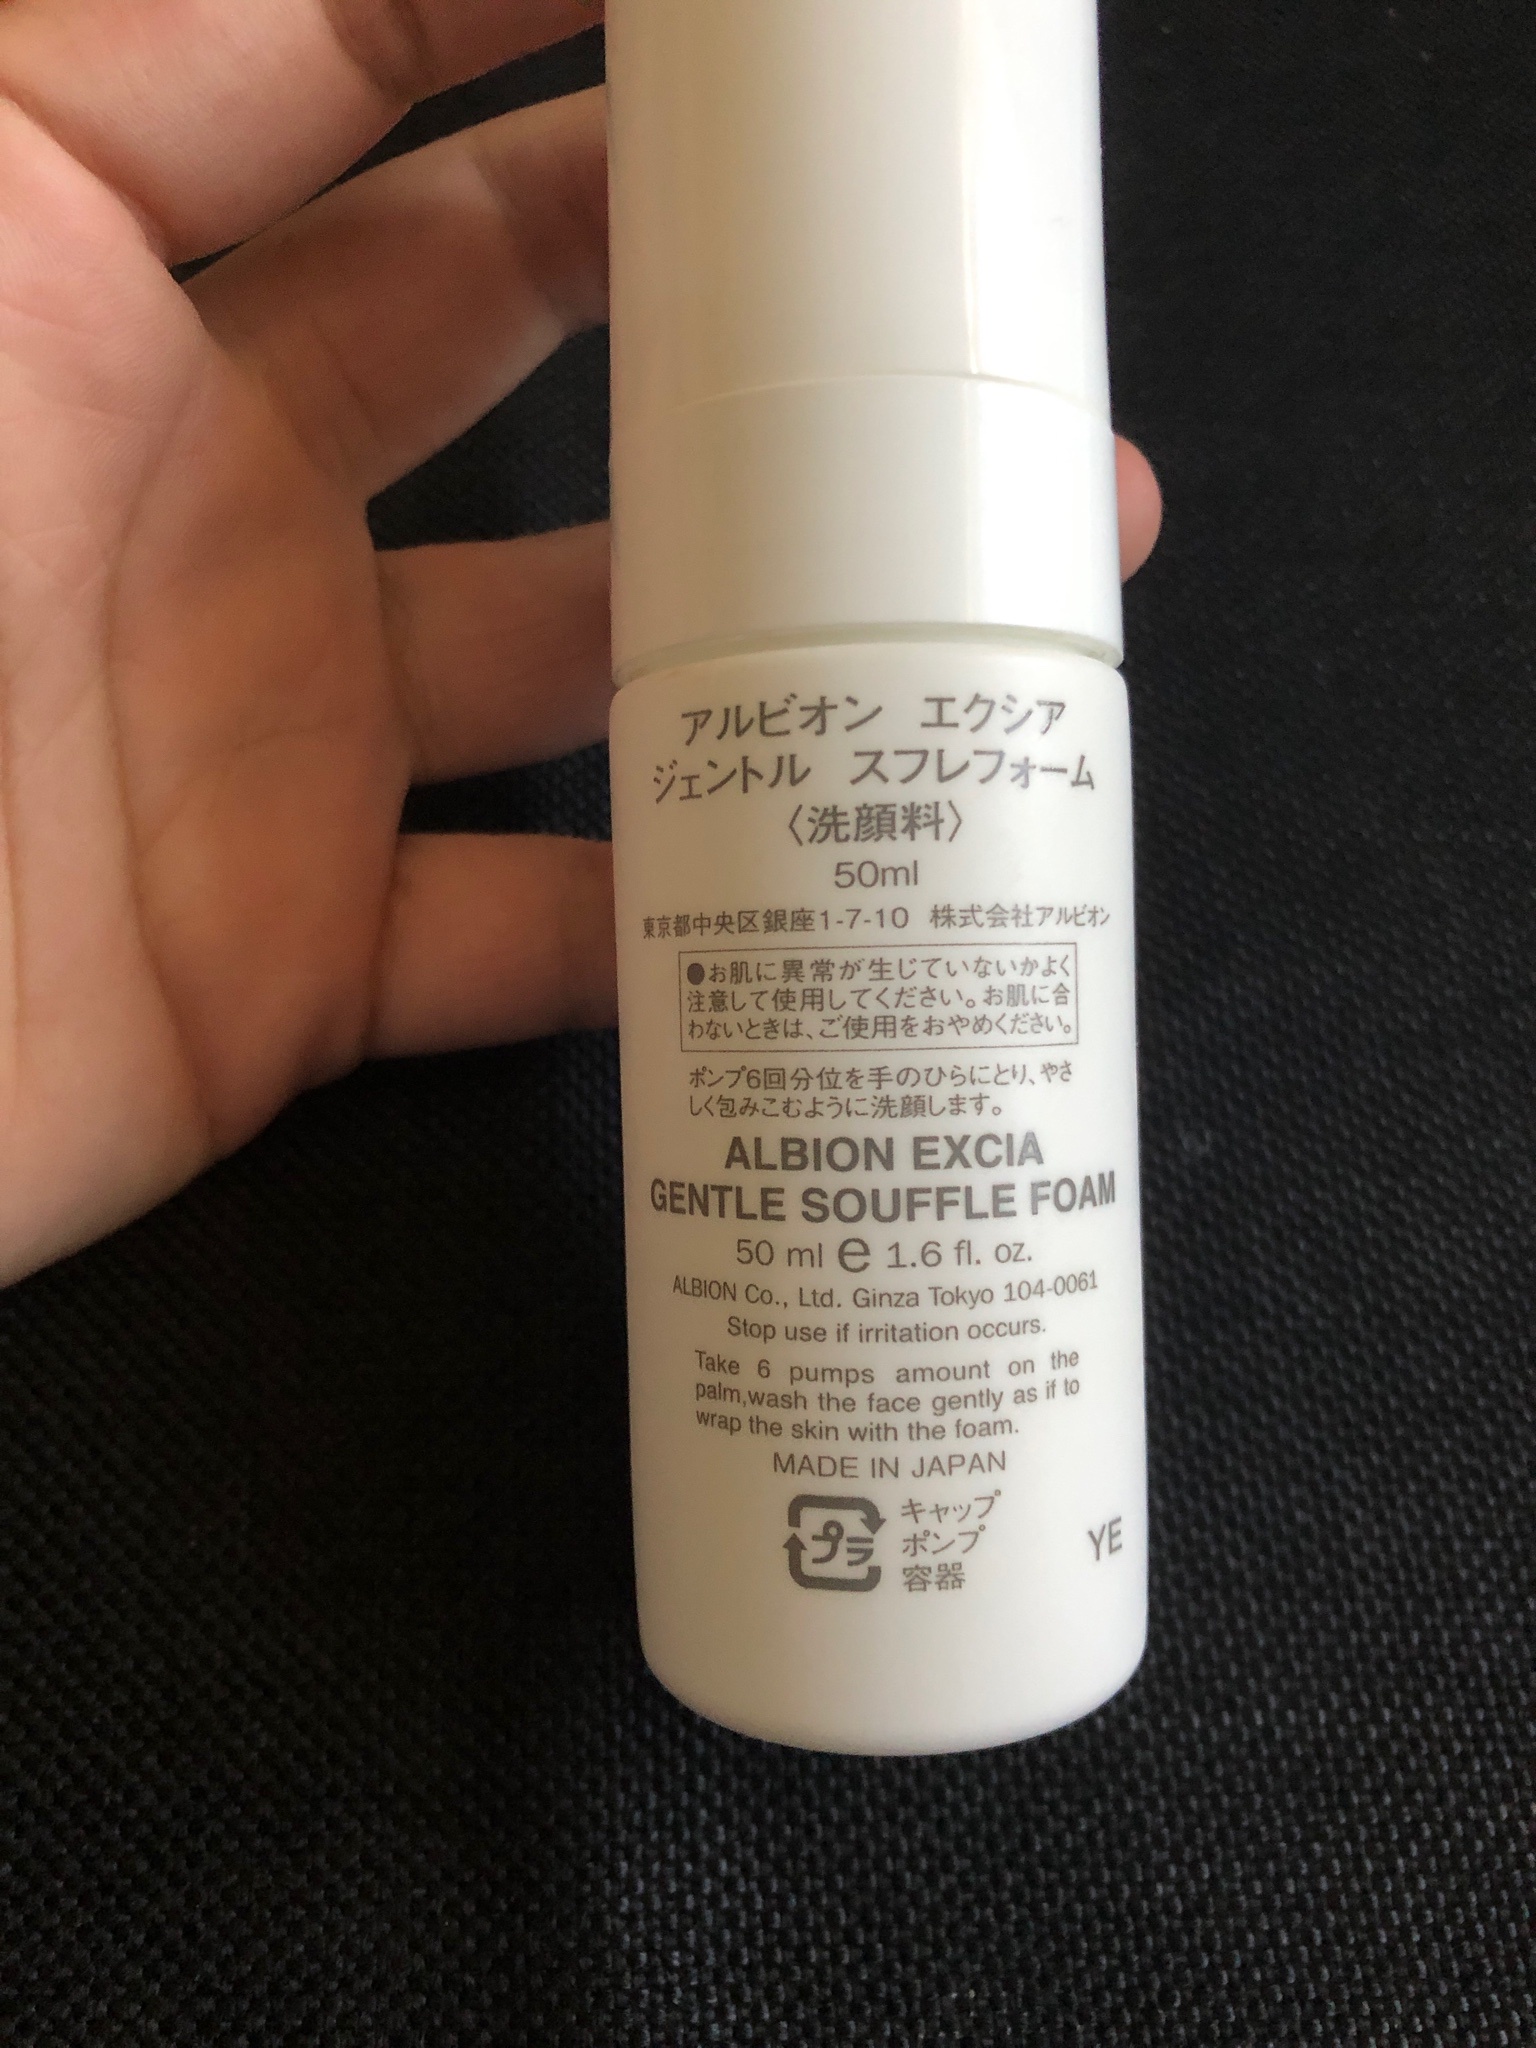 アルビオン エクシア
ジェントル スフレフォーム
〈洗顔料〉
50ml
東京都中央区銀座1-7-10 株式会社アルビオン
●お肌に異常が生じていないかよく
注意して使用してください。お肌に合
わないときは、ご使用をおやめください。
ポンプ6回分位を手のひらにとり、やさ
しく包みこむように洗顔します。
ALBION EXCIA
GENTLE SOUFFLE FOAM
50 ml e 1.6 fl. oz.
ALBION Co., Ltd. Ginza Tokyo 104-0061
Stop use if irritation occurs.
Take 6 pumps amount on the
palm,wash the face gently as if to
wrap the skin with the foam.
MADE IN JAPAN
プラ
キャップ
ポンプ
容器
YE